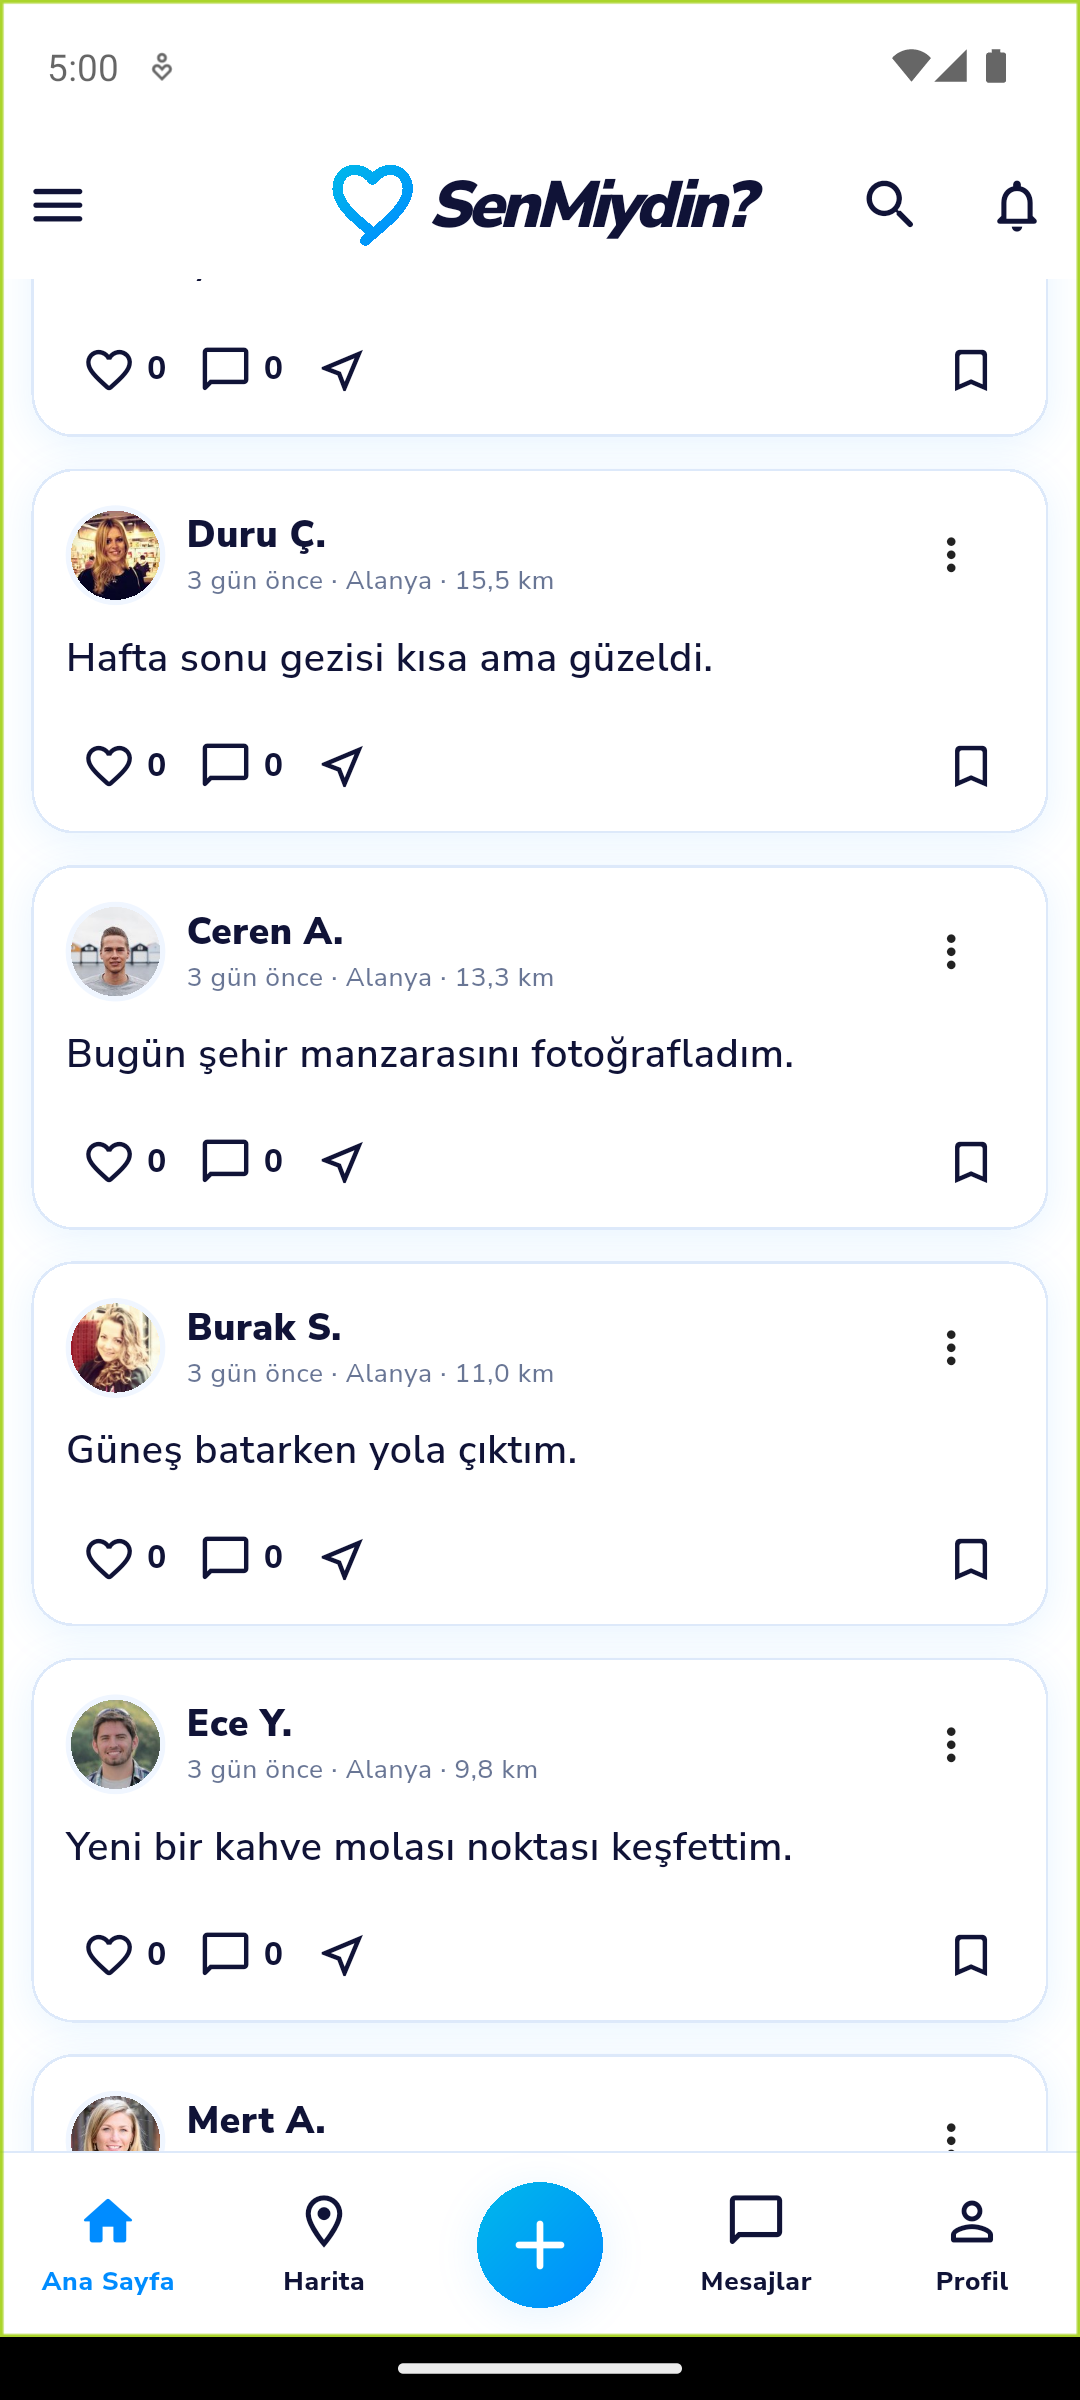 5:00
SenMiydin?
0 0
Duru Ç.
3 gün önce · Alanya · 15,5 km
Hafta sonu gezisi kısa ama güzeldi.
0 0
Ceren A.
3 gün önce · Alanya · 13,3 km
Bugün şehir manzarasını fotoğrafladım.
0 0
Burak S.
3 gün önce · Alanya · 11,0 km
Güneş batarken yola çıktım.
0 0
Ece Y.
3 gün önce · Alanya · 9,8 km
Yeni bir kahve molası noktası keşfettim.
0 0
Mert A.
Ana Sayfa Harita Mesajlar Profil